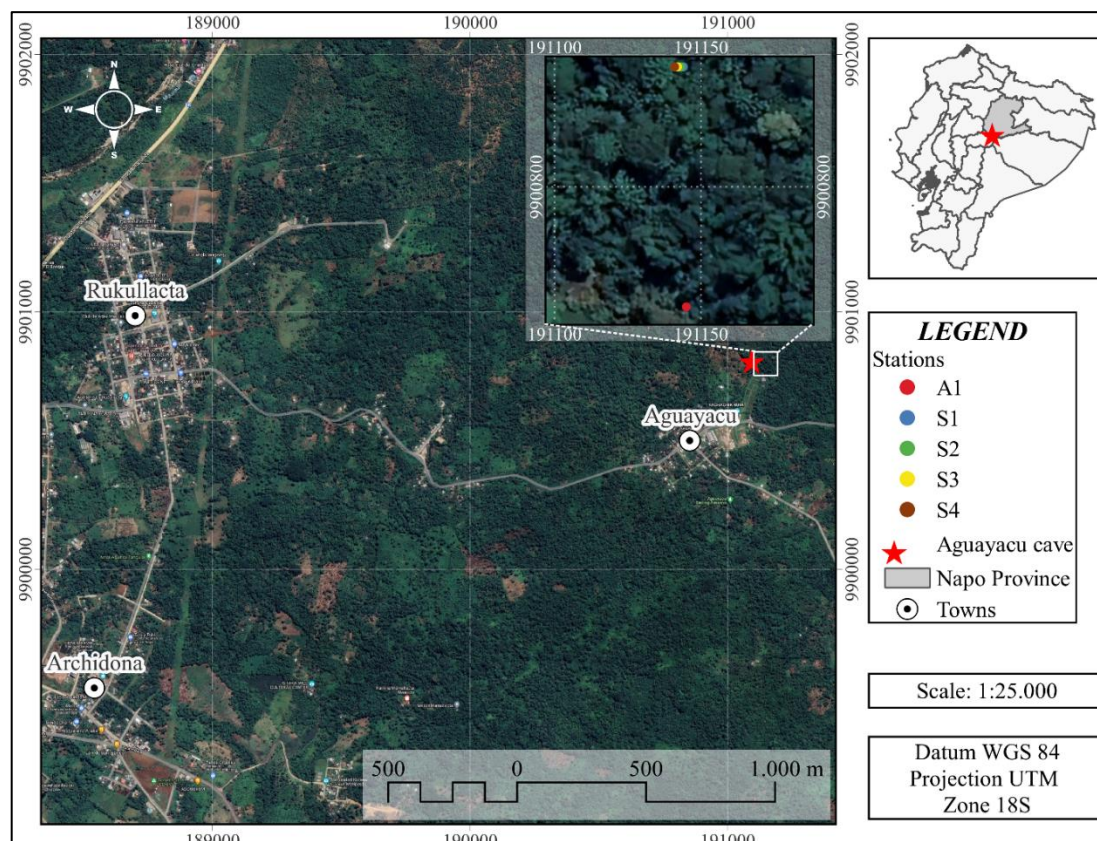 189000
190000
191000
9902000
9902000
191100
191150
N
W
E
S
9900800
9900800
Rukullacta
9901000
9901000
191100
191150
Aguayacu
9900000
9900000
Archidona
500
0
500
1.000 m
189000
190000
191000
LEGEND
Stations
A1
S1
S2
S3
S4
Aguayacu cave
Napo Province
Towns
Scale: 1:25.000
Datum WGS 84
Projection UTM
Zone 18S